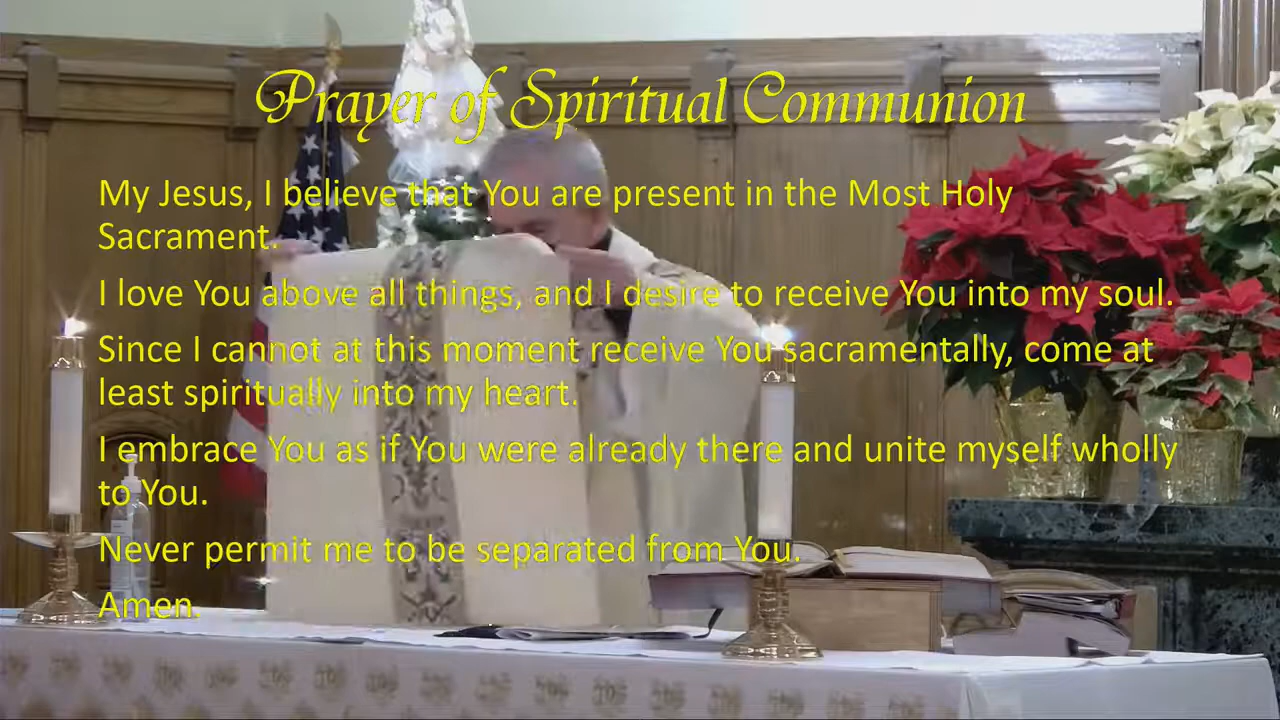 Prayer of Spiritual Communion
My Jesus, I believe that You are present in the Most Holy
Sacrament.
I love You above all things, and I desire to receive You into my soul.
Since I cannot at this moment receive You sacramentally, come at
least spiritually into my heart.
I embrace You as if You were already there and unite myself wholly
to You.
Never permit me to be separated from You.
Amen.